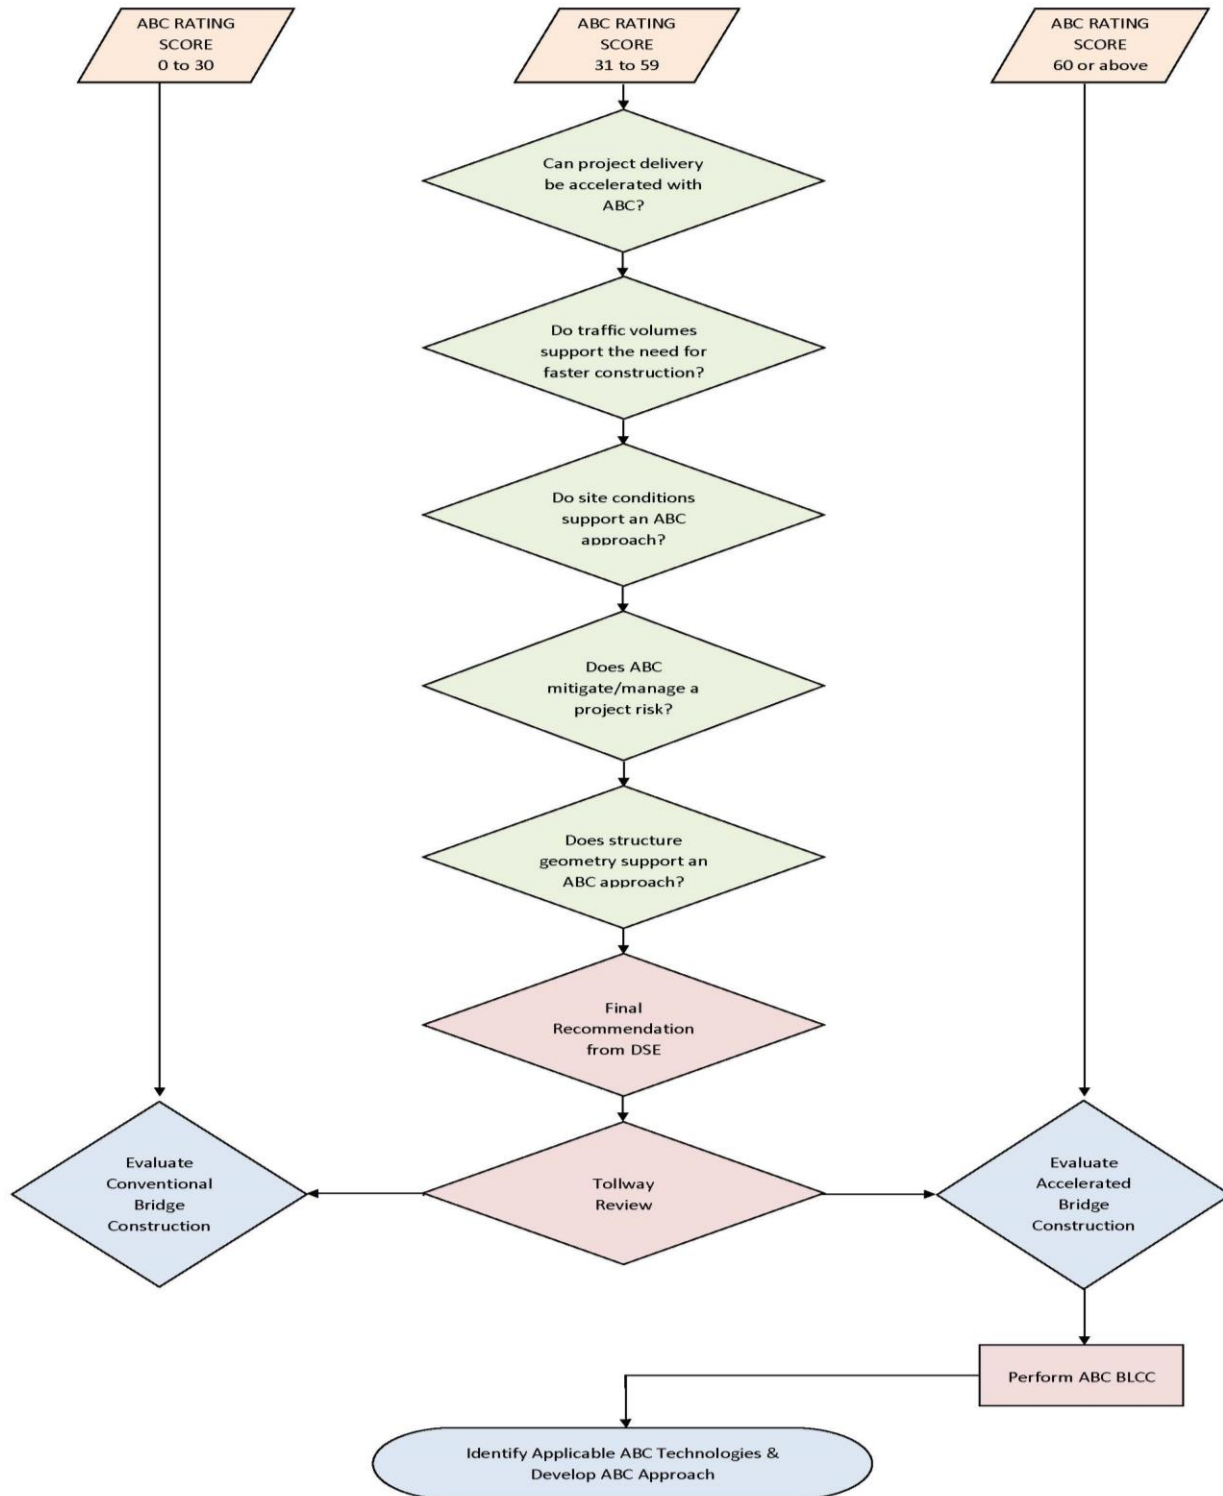 ABC RATING
SCORE
0 to 30
ABC RATING
SCORE
31 to 59
ABC RATING
SCORE
60 or above
Can project delivery
be accelerated with
ABC?
Do traffic volumes
support the need for
faster construction?
Do site conditions
support an ABC
approach?
Does ABC
mitigate/manage a
project risk?
Does structure
geometry support an
ABC approach?
Final
Recommendation
from DSE
Evaluate
Conventional
Bridge
Construction
Tollway
Review
Evaluate
Accelerated
Bridge
Construction
Perform ABC BLCC
Identify Applicable ABC Technologies &
Develop ABC Approach